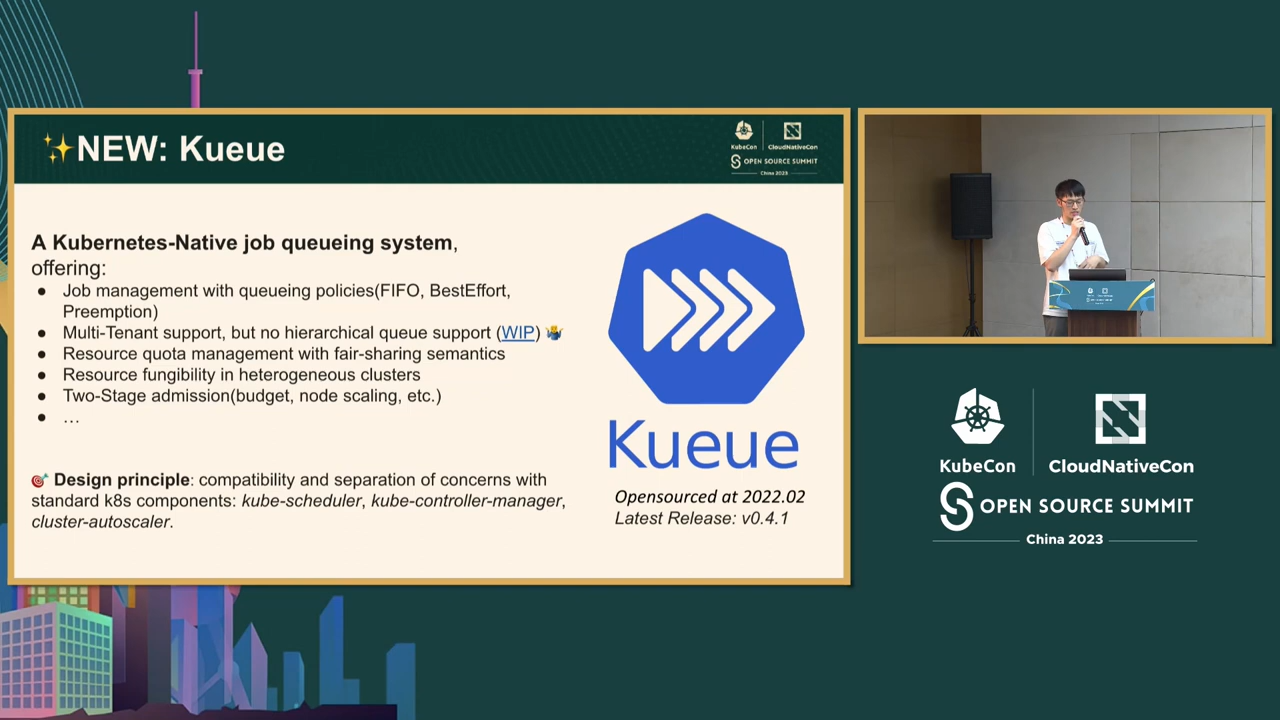 ✨NEW: Kueue
KubeCon
CloudNativeCon
OPEN SOURCE SUMMIT
China 2023
A Kubernetes-Native job queueing system,
offering:
● Job management with queueing policies(FIFO, BestEffort,
Preemption)
● Multi-Tenant support, but no hierarchical queue support (WIP) 🤷
● Resource quota management with fair-sharing semantics
● Resource fungibility in heterogeneous clusters
● Two-Stage admission(budget, node scaling, etc.)
● …
🎯 Design principle: compatibility and separation of concerns with
standard k8s components: kube-scheduler, kube-controller-manager,
cluster-autoscaler.
Kueue
Opensourced at 2022.02
Latest Release: v0.4.1
KubeCon
CloudNativeCon
OPEN SOURCE SUMMIT
China 2023